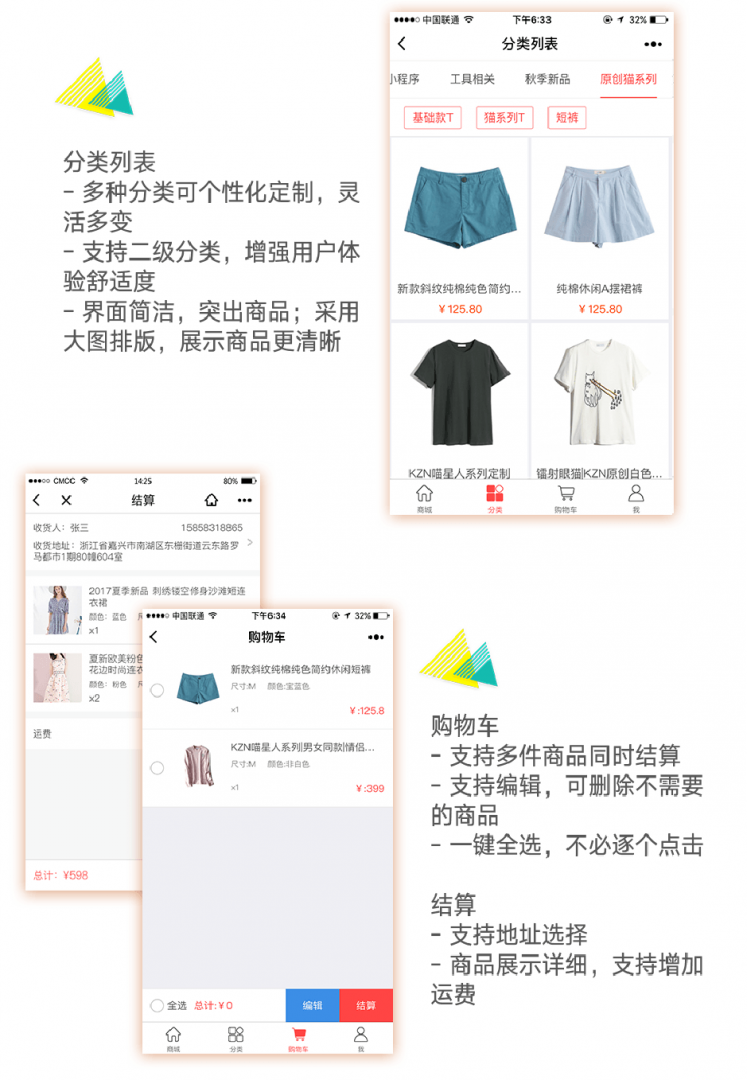 分类列表
- 多种分类可个性化定制，灵
活多变
- 支持二级分类，增强用户体
验舒适度
- 界面简洁，突出商品；采用
大图排版，展示商品更清晰
中国联通 下午6:33 32%
分类列表
小程序 工具相关 秋季新品 原创猫系列
基础款T 猫系列T 短裤
新款斜纹纯棉纯色简约... 纯棉休闲A摆裙裤
¥125.80 ¥125.80
KZN喵星人系列定制 镭射眼猫|KZN原创白色...
商城 分类 购物车 我
CMCC 14:25 80%
结算
收货人：张三 15858318865
收货地址：浙江省嘉兴市南湖区东栅街道云东路罗
马都市1期80幢604室
2017夏季新品 刺绣镂空修身沙滩短连
衣裙
颜色：蓝色
x1
夏新欧美粉色
花边时尚连衣
颜色：粉色
x2
运费
总计：¥598
中国联通 下午6:34 32%
购物车
新款斜纹纯棉纯色简约休闲短裤
尺寸:M 颜色:宝蓝色
x1 ¥:125.8
KZN|喵星人系列|男女同款|情侣...
尺寸:M 颜色:非白色
x1 ¥:399
全选 总计:¥0 编辑 结算
商城 分类 购物车 我
购物车
- 支持多件商品同时结算
- 支持编辑，可删除不需要
的商品
- 一键全选，不必逐个点击
结算
- 支持地址选择
- 商品展示详细，支持增加
运费